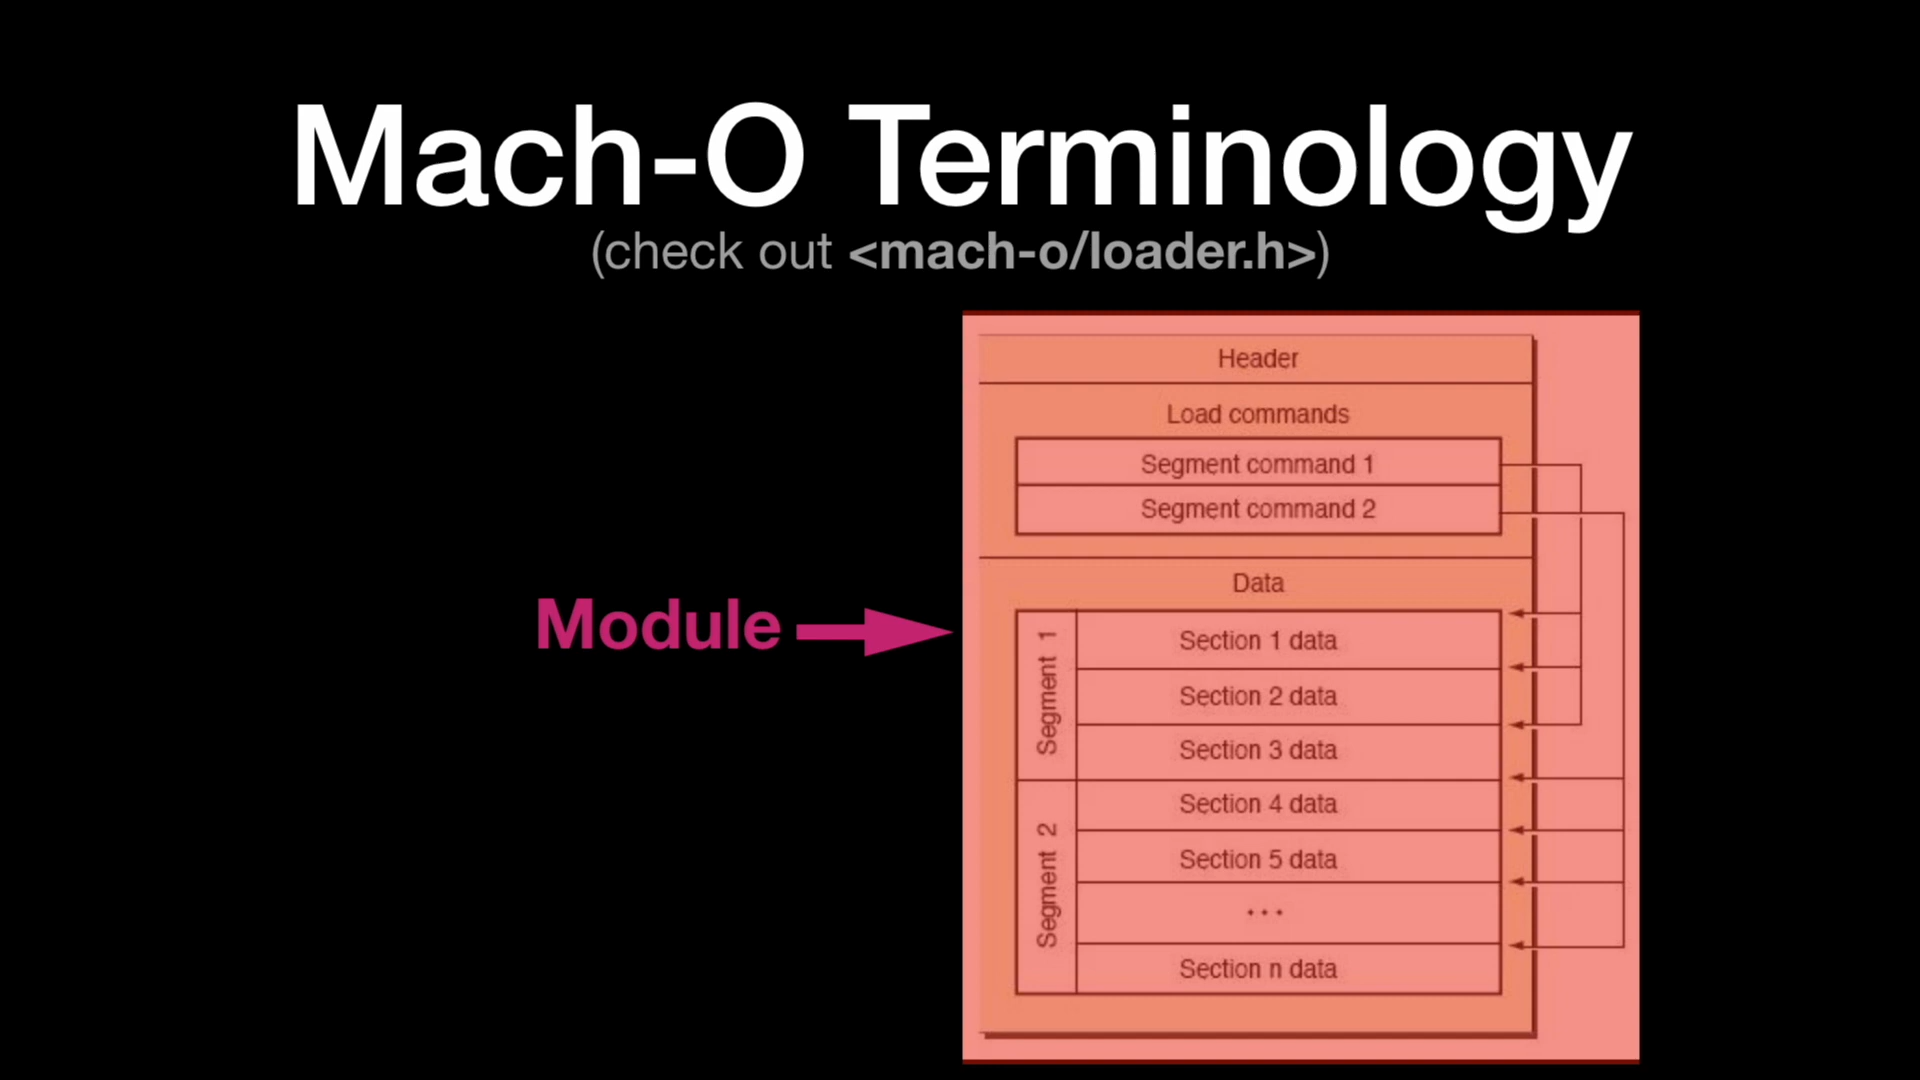 Mach-O Terminology
(check out <mach-o/loader.h>)
Module
Header
Load commands
Segment command 1
Segment command 2
Data
Segment 1
Section 1 data
Section 2 data
Section 3 data
Segment 2
Section 4 data
Section 5 data
...
Section n data